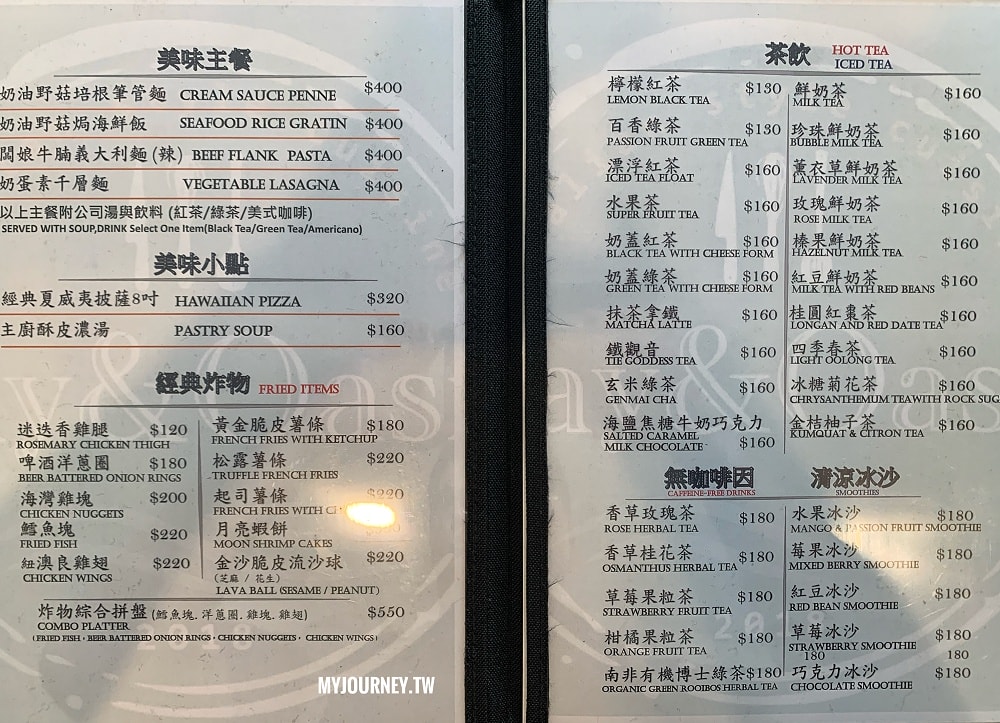 美味主餐
奶油野菇培根筆管麵 CREAM SAUCE PENNE $400
奶油野菇焗海鮮飯 SEAFOOD RICE GRATIN $400
闆娘牛腩義大利麵(辣) BEEF FLANK PASTA $400
奶蛋素千層麵 VEGETABLE LASAGNA $400
以上主餐附公司湯與飲料 (紅茶/綠茶/美式咖啡)
SERVED WITH SOUP,DRINK Select One Item(Black Tea/Green Tea/Americano)
美味小點
經典夏威夷披薩8吋 HAWAIIAN PIZZA $320
主廚酥皮濃湯 PASTRY SOUP $160
經典炸物 FRIED ITEMS
迷迭香雞腿 $120
ROSEMARY CHICKEN THIGH
啤酒洋蔥圈 $180
BEER BATTERED ONION RINGS
海灣雞塊 $200
CHICKEN NUGGETS
鱈魚塊 $220
FRIED FISH
紐澳良雞翅 $220
CHICKEN WINGS
黃金脆皮薯條 $180
FRENCH FRIES WITH KETCHUP
松露薯條 $220
TRUFFLE FRENCH FRIES
起司薯條 $220
FRENCH FRIES WITH
月亮蝦餅
MOON SHRIMP CAKES
金沙脆皮流沙球 $220
(芝麻 / 花生)
LAVA BALL (SESAME / PEANUT)
炸物綜合拼盤 (鱈魚塊. 洋蔥圈. 雞塊. 雞翅) $550
COMBO PLATTER
(FRIED FISH · BEER BATTERED ONION RINGS · CHICKEN NUGGETS · CHICKEN WINGS)
茶飲 HOT TEA
ICED TEA
檸檬紅茶 $130
LEMON BLACK TEA
百香綠茶 $130
PASSION FRUIT GREEN TEA
漂浮紅茶 $160
ICED TEA FLOAT
水果茶 $160
SUPER FRUIT TEA
奶蓋紅茶 $160
BLACK TEA WITH CHEESE FORM
奶蓋綠茶 $160
GREEN TEA WITH CHEESE FORM
抹茶拿鐵 $160
MATCHA LATTE
鐵觀音 $160
TIE GODDESS TEA
玄米綠茶 $160
GENMAI CHA
海鹽焦糖牛奶巧克力
SALTED CARAMEL
MILK CHOCOLATE $160
鮮奶茶 $160
MILK TEA
珍珠鮮奶茶 $160
BUBBLE MILK TEA
薰衣草鮮奶茶 $160
LAVENDER MILK TEA
玫瑰鮮奶茶 $160
ROSE MILK TEA
榛果鮮奶茶 $160
HAZELNUT MILK TEA
紅豆鮮奶茶 $160
MILK TEA WITH RED BEANS
桂圓紅棗茶 $160
LONGAN AND RED DATE TEA
四季春茶 $160
LIGHT OOLONG TEA
冰糖菊花茶 $160
CHRYSANTHEMUM TEA WITH ROCK SUG
金桔柚子茶 $160
KUMQUAT & CITRON TEA
無咖啡因
CAFFEINE-FREE DRINKS
香草玫瑰茶 $180
ROSE HERBAL TEA
香草桂花茶 $180
OSMANTHUS HERBAL TEA
草莓果粒茶 $180
STRAWBERRY FRUIT TEA
柑橘果粒茶 $180
ORANGE FRUIT TEA
南非有機博士綠茶 $180
ORGANIC GREEN ROOIBOS HERBAL TEA
清涼冰沙
SMOOTHIES
水果冰沙 $180
MANGO & PASSION FRUIT SMOOTHIE
莓果冰沙 $180
MIXED BERRY SMOOTHIE
紅豆冰沙 $180
RED BEAN SMOOTHIE
草莓冰沙 $180
STRAWBERRY SMOOTHIE
180 180
巧克力冰沙 $180
CHOCOLATE SMOOTHIE
MYJOURNEY.TW